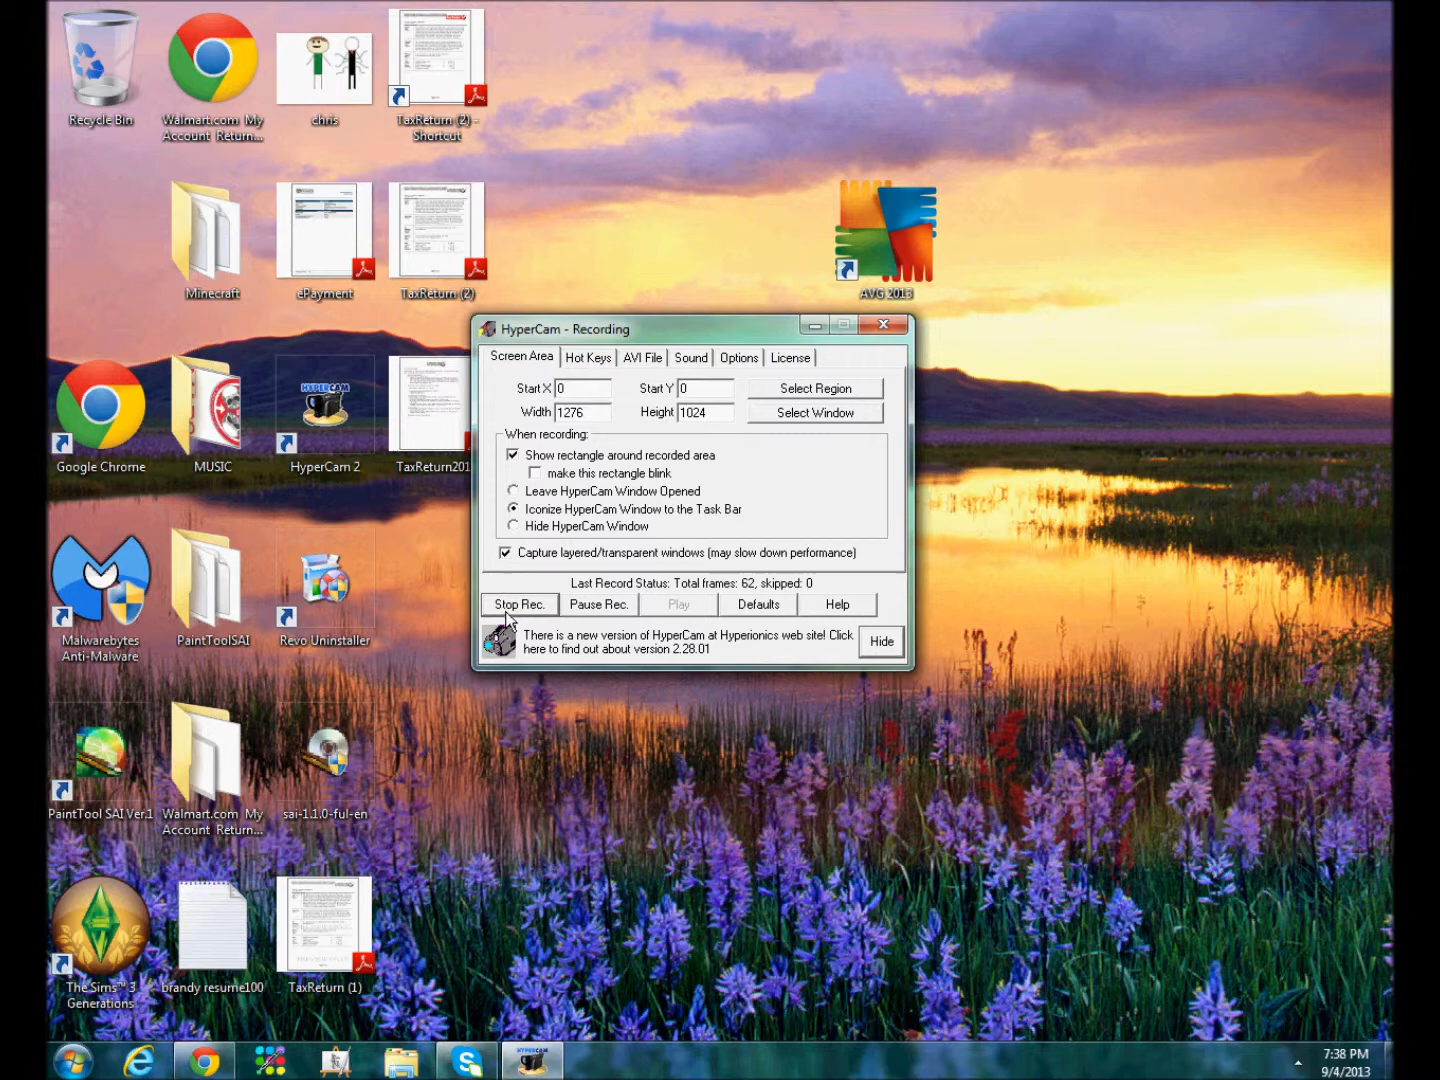 Recycle Bin
Walmart.com My
Account Return...
chris
TaxReturn (2) -
Shortcut
Minecraft
ePayment
TaxReturn (2)
AVG 2013
Google Chrome
MUSIC
HYPERCAM
HyperCam 2
TaxReturn201
HyperCam - Recording
Screen Area
Hot Keys
AVI File
Sound
Options
License
Start X 0
Start Y 0
Select Region
Width 1276
Height 1024
Select Window
When recording:
Show rectangle around recorded area
make this rectangle blink
Leave HyperCam Window Opened
Iconize HyperCam Window to the Task Bar
Hide HyperCam Window
Capture layered/transparent windows (may slow down performance)
Last Record Status: Total frames: 62, skipped: 0
Stop Rec.
Pause Rec.
Play
Defaults
Help
There is a new version of HyperCam at Hyperionics web site! Click
here to find out about version 2.28.01
Hide
Malwarebytes
Anti-Malware
PaintToolSAI
Revo Uninstaller
PaintTool SAI Ver.1
Walmart.com My
Account Return...
sai-1.1.0-ful-en
The Sims™ 3
Generations
brandy resume100
TaxReturn (1)
HYPERCAM
7:38 PM
9/4/2013